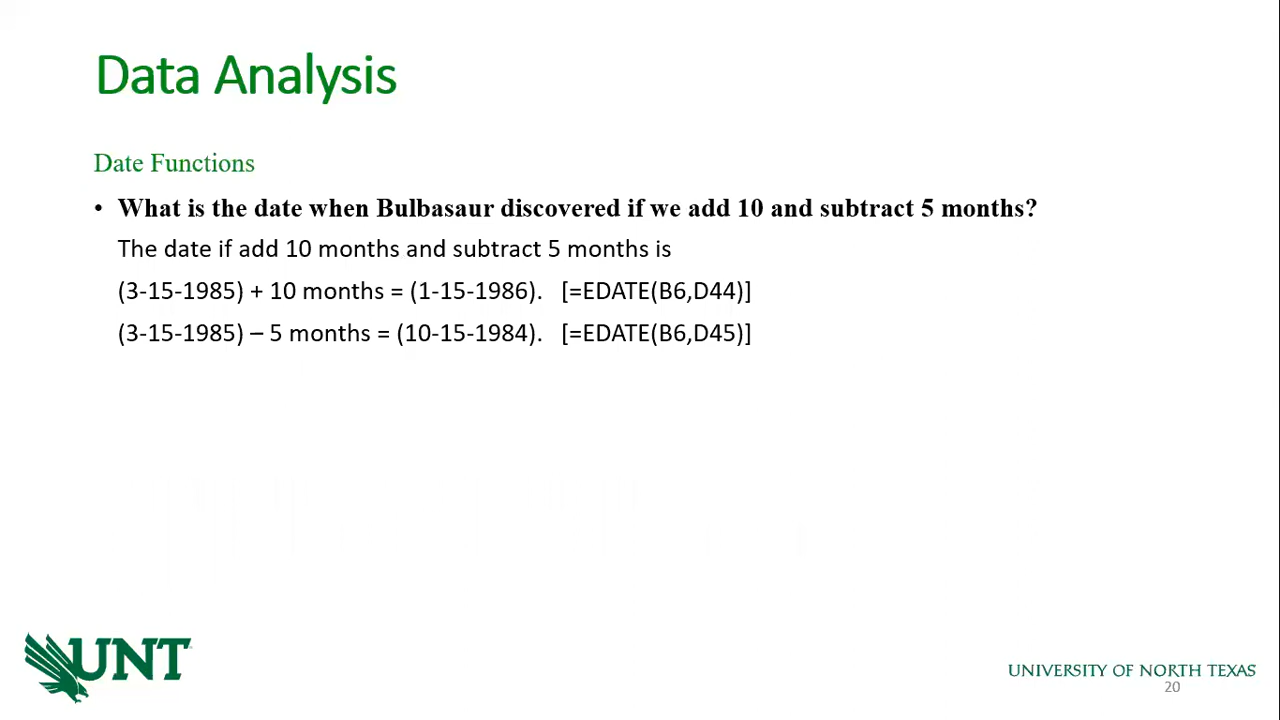 Data Analysis
Date Functions
• What is the date when Bulbasaur discovered if we add 10 and subtract 5 months?
The date if add 10 months and subtract 5 months is
(3-15-1985) + 10 months = (1-15-1986). [=EDATE(B6,D44)]
(3-15-1985) – 5 months = (10-15-1984). [=EDATE(B6,D45)]
UNT
UNIVERSITY OF NORTH TEXAS
20